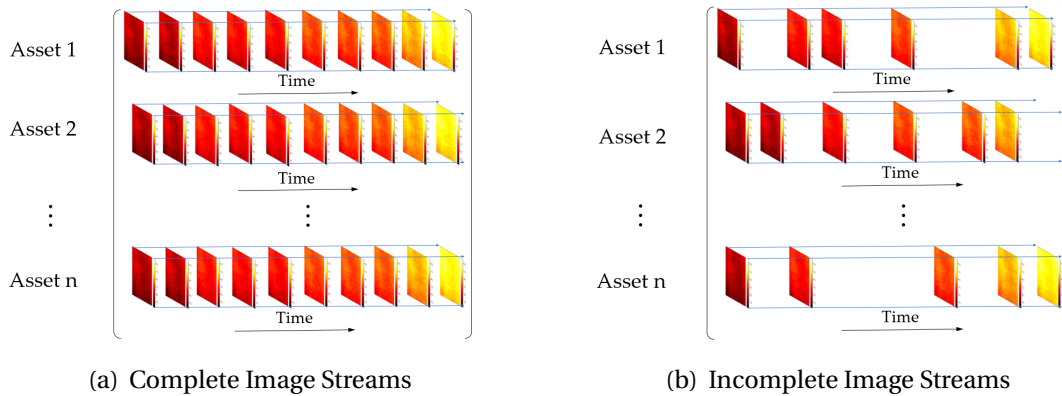 Asset 1
Time
Asset 2
Time
Asset n
Time
(a) Complete Image Streams
Asset 1
Time
Asset 2
Time
Asset n
Time
(b) Incomplete Image Streams